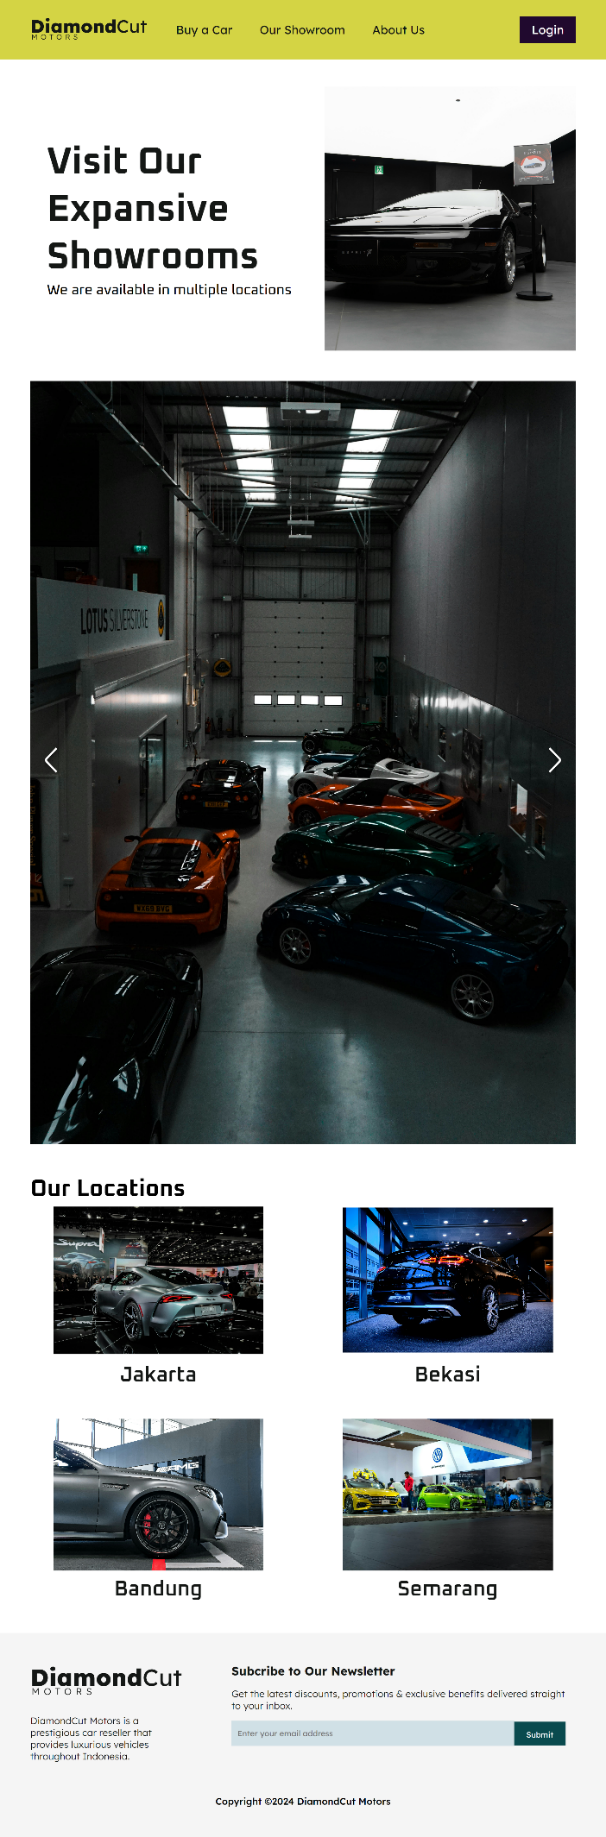 DiamondCut
MOTORS
Buy a Car
Our Showroom
About Us
Login
Visit Our
Expansive
Showrooms
We are available in multiple locations
LOTUS SILVERSTONE
Our Locations
Supra
Jakarta
AMG
Bekasi
AMG
Bandung
Semarang
DiamondCut
MOTORS
DiamondCut Motors is a
prestigious car reseller that
provides luxurious vehicles
throughout Indonesia.
Subcribe to Our Newsletter
Get the latest discounts, promotions & exclusive benefits delivered straight
to your inbox.
Enter your email address
Submit
Copyright ©2024 DiamondCut Motors